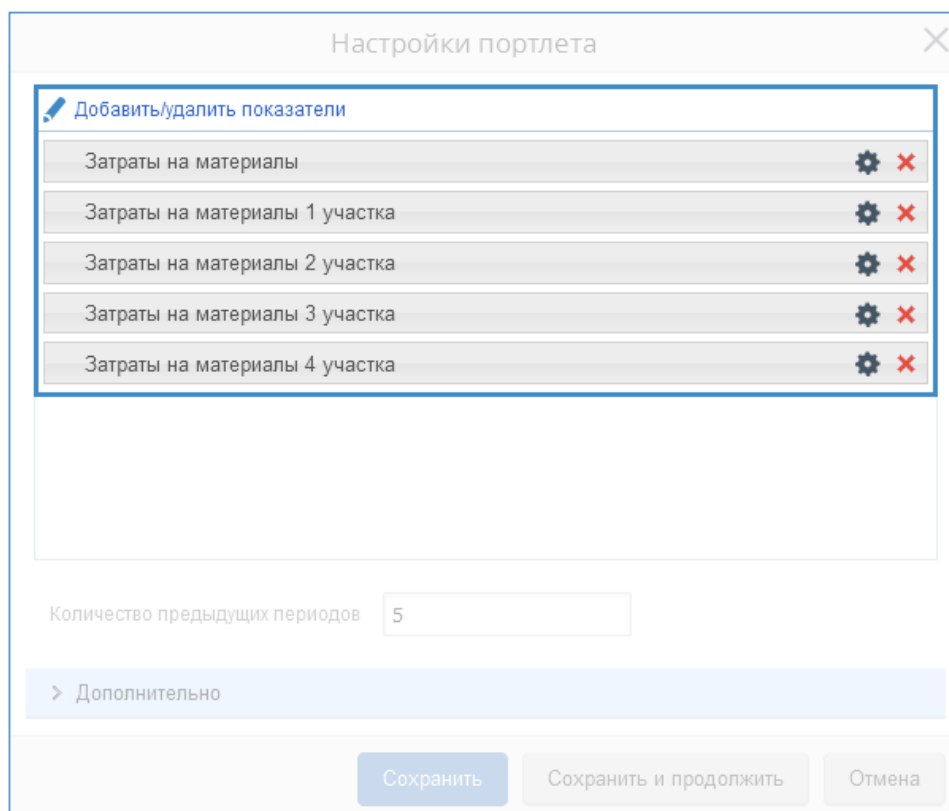 Настройки портлета
Добавить/удалить показатели
Затраты на материалы
Затраты на материалы 1 участка
Затраты на материалы 2 участка
Затраты на материалы 3 участка
Затраты на материалы 4 участка
Количество предыдущих периодов 5
Дополнительно
Сохранить Сохранить и продолжить Отмена